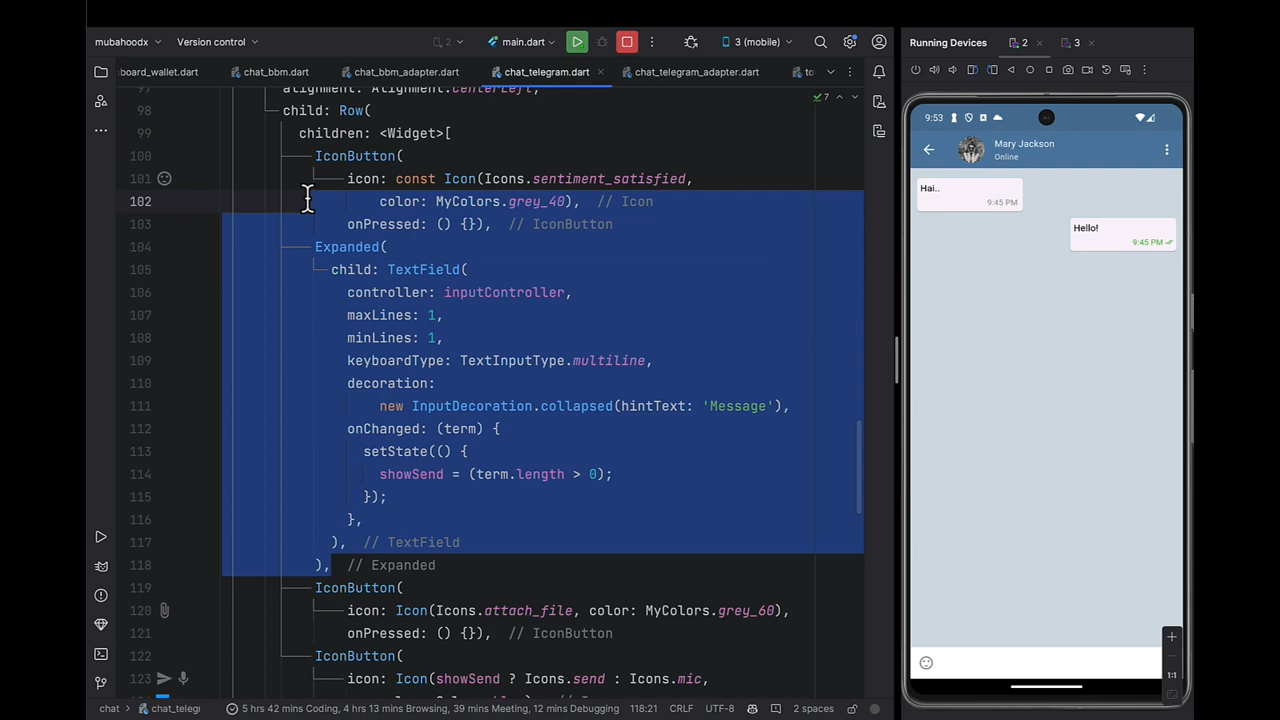 mubahoodx
Version control
2
main.dart
3 (mobile)
board_wallet.dart
chat_bbm.dart
chat_bbm_adapter.dart
chat_telegram.dart
chat_telegram_adapter.dart
to
7
97 alignment: Alignment.centerLeft,
98 child: Row(
99 children: <Widget>[
100 IconButton(
101 icon: const Icon(Icons.sentiment_satisfied,
102 color: MyColors.grey_40), // Icon
103 onPressed: () {}), // IconButton
104 Expanded(
105 child: TextField(
106 controller: inputController,
107 maxLines: 1,
108 minLines: 1,
109 keyboardType: TextInputType.multiline,
110 decoration:
111 new InputDecoration.collapsed(hintText: 'Message'),
112 onChanged: (term) {
113 setState(() {
114 showSend = (term.length > 0);
115 });
116 },
117 ), // TextField
118 ), // Expanded
119 IconButton(
120 icon: Icon(Icons.attach_file, color: MyColors.grey_60),
121 onPressed: () {}), // IconButton
122 IconButton(
123 icon: Icon(showSend ? Icons.send : Icons.mic,
chat
chat_teleg
5 hrs 42 mins Coding, 4 hrs 13 mins Browsing, 39 mins Meeting, 12 mins Debugging
118:21
CRLF
UTF-8
2 spaces
Running Devices
2
3
9:53
Mary Jackson
Online
Hai..
9:45 PM
Hello!
9:45 PM
1:1